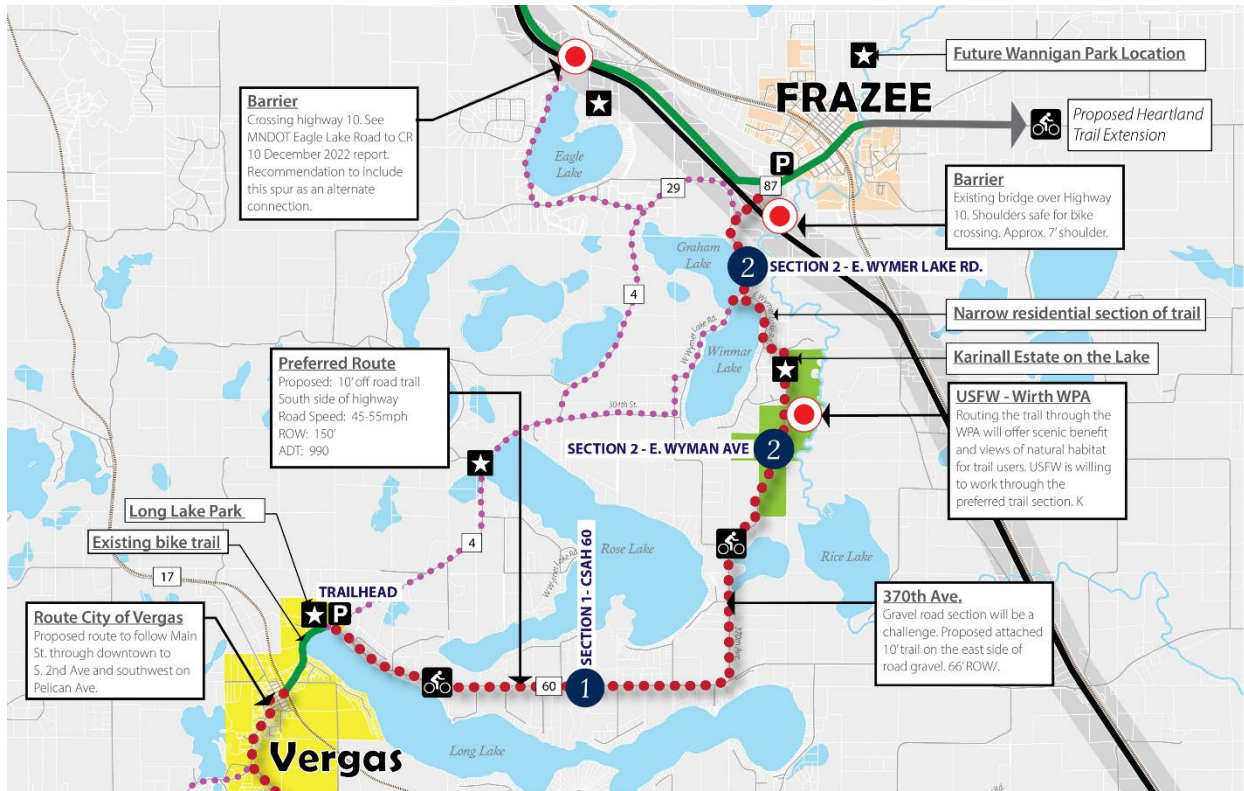 Future Wannigan Park Location
FRAZEE
Proposed Heartland
Trail Extension
Barrier
Crossing highway 10. See
MNDOT Eagle Lake Road to CR
10 December 2022 report.
Recommendation to include
this spur as an alternate
connection.
Eagle
Lake
P
29
87
Barrier
Existing bridge over Highway
10. Shoulders safe for bike
crossing. Approx. 7' shoulder.
Graham
Lake
2
SECTION 2 - E. WYMER LAKE RD.
4
Narrow residential section of trail
W Wymer Lake Rd.
Winmar
Lake
Karinall Estate on the Lake
Preferred Route
Proposed: 10' off road trail
South side of highway
Road Speed: 45-55mph
ROW: 150'
ADT: 990
504th St.
USFW - Wirth WPA
Routing the trail through the
WPA will offer scenic benefit
and views of natural habitat
for trail users. USFW is willing
to work through the
preferred trail section. K
SECTION 2 - E. WYMAN AVE
2
Long Lake Park
Existing bike trail
4
Rose Lake
W Wymer Lake Rd.
Rice Lake
17
TRAILHEAD
P
SECTION 1 - CSAH 60
370th Ave.
Gravel road section will be a
challenge. Proposed attached
10' trail on the east side of
road gravel. 66' ROW/.
370th Ave.
Route City of Vergas
Proposed route to follow Main
St. through downtown to
S. 2nd Ave and southwest on
Pelican Ave.
60
1
Long Lake
Vergas